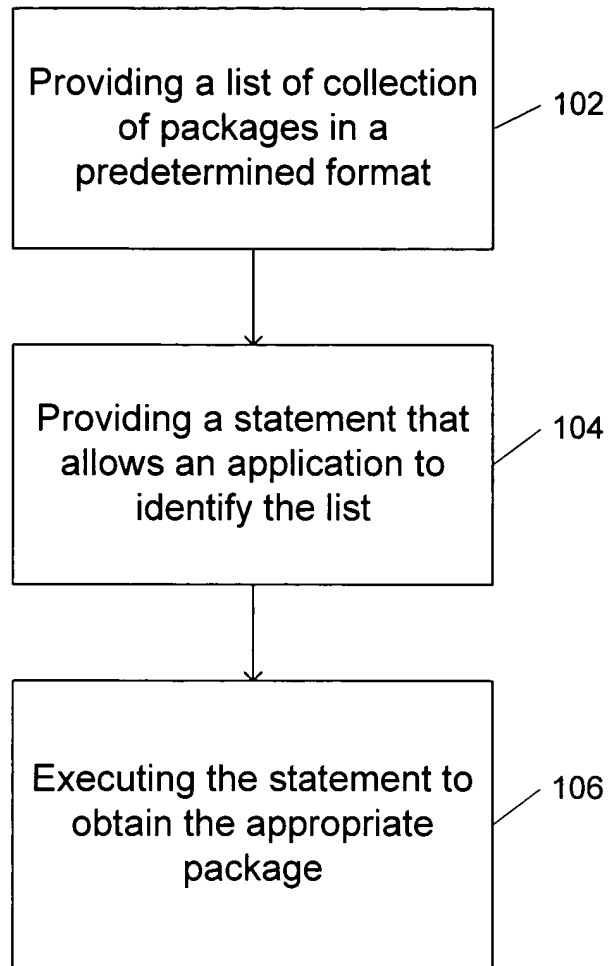 Providing a list of collection
of packages in a
predetermined format
102
Providing a statement that
allows an application to
identify the list
104
Executing the statement to
obtain the appropriate
package
106